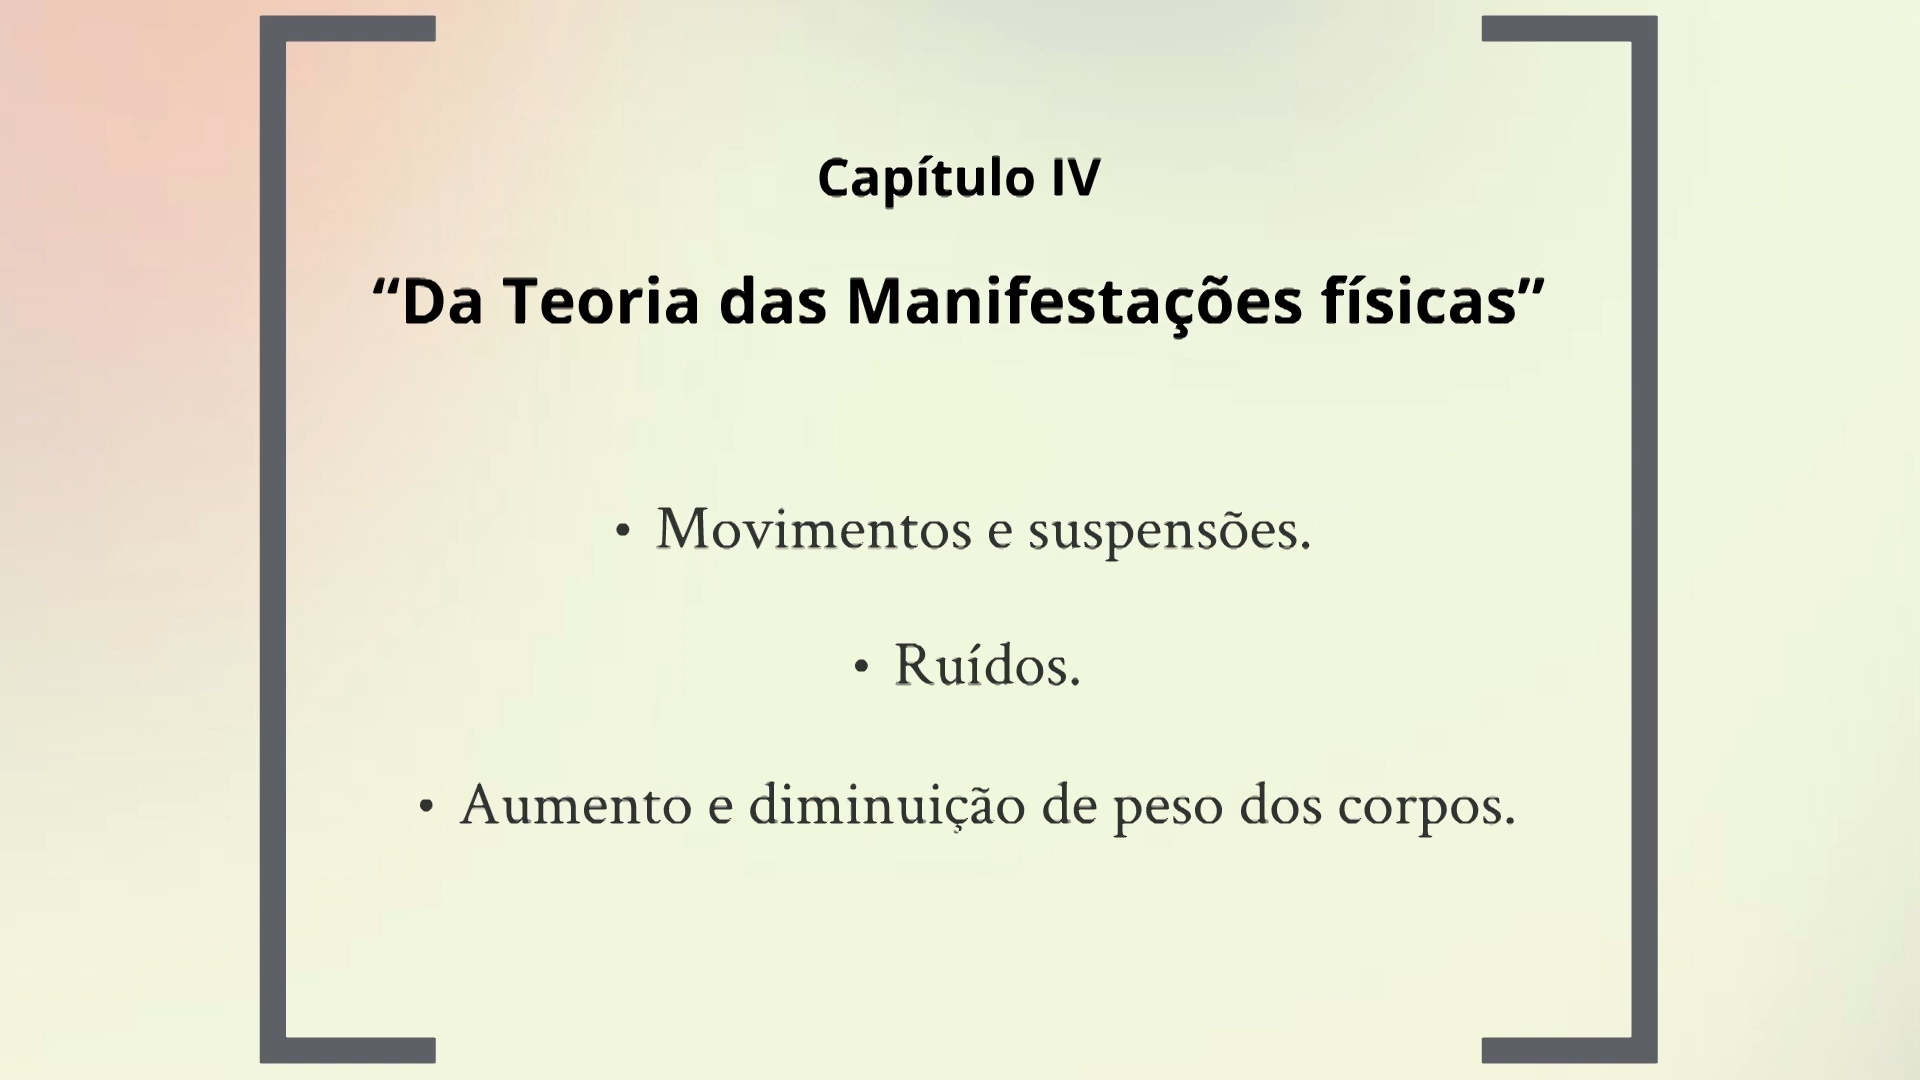 Capítulo IV
“Da Teoria das Manifestações físicas”
• Movimentos e suspensões.
• Ruídos.
• Aumento e diminuição de peso dos corpos.